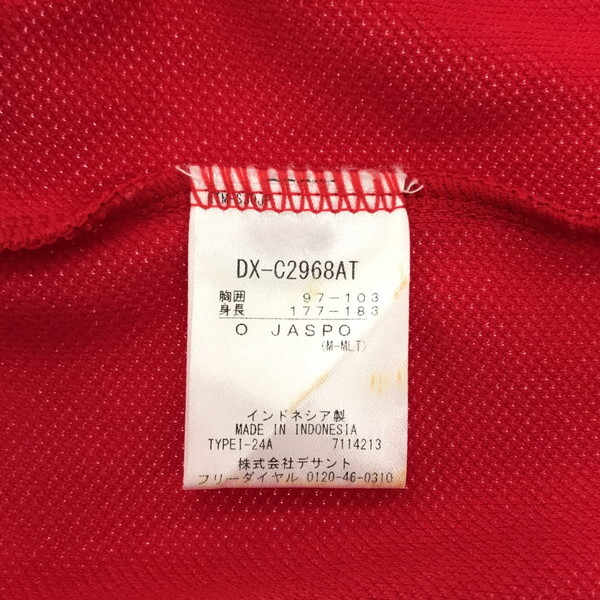 DX-C2968AT
胸囲 97-103
身長 177-183
O JASPO
(M-MLT)
インドネシア製
MADE IN INDONESIA
TYPEI-24A 7114213
株式会社デサント
フリーダイヤル 0120-46-0310